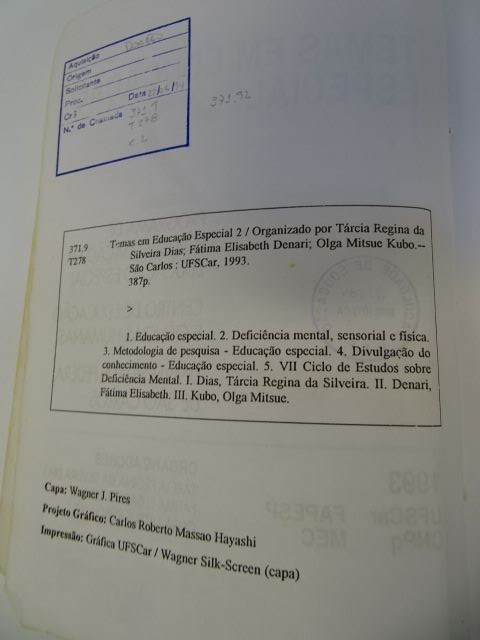 Aquisição
Origem
Solicitante
Proc.
Crz Data
N.º de Chamada 371.9
T278
371.92
371.9
T278
Temas em Educação Especial 2 / Organizado por Tárcia Regina da
Silveira Dias; Fátima Elisabeth Denari; Olga Mitsue Kubo.--
São Carlos : UFSCar, 1993.
387p.
>
1. Educação especial. 2. Deficiência mental, sensorial e física.
3. Metodologia de pesquisa - Educação especial. 4. Divulgação do
conhecimento - Educação especial. 5. VII Ciclo de Estudos sobre
Deficiência Mental. I. Dias, Tárcia Regina da Silveira. II. Denari,
Fátima Elisabeth. III. Kubo, Olga Mitsue.
Capa: Wagner J. Pires
Projeto Gráfico: Carlos Roberto Massao Hayashi
Impressão: Gráfica UFSCar / Wagner Silk-Screen (capa)